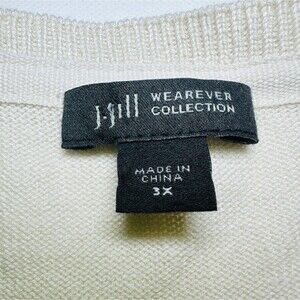 J.Jill WEAREVER
COLLECTION
MADE IN
CHINA
3X